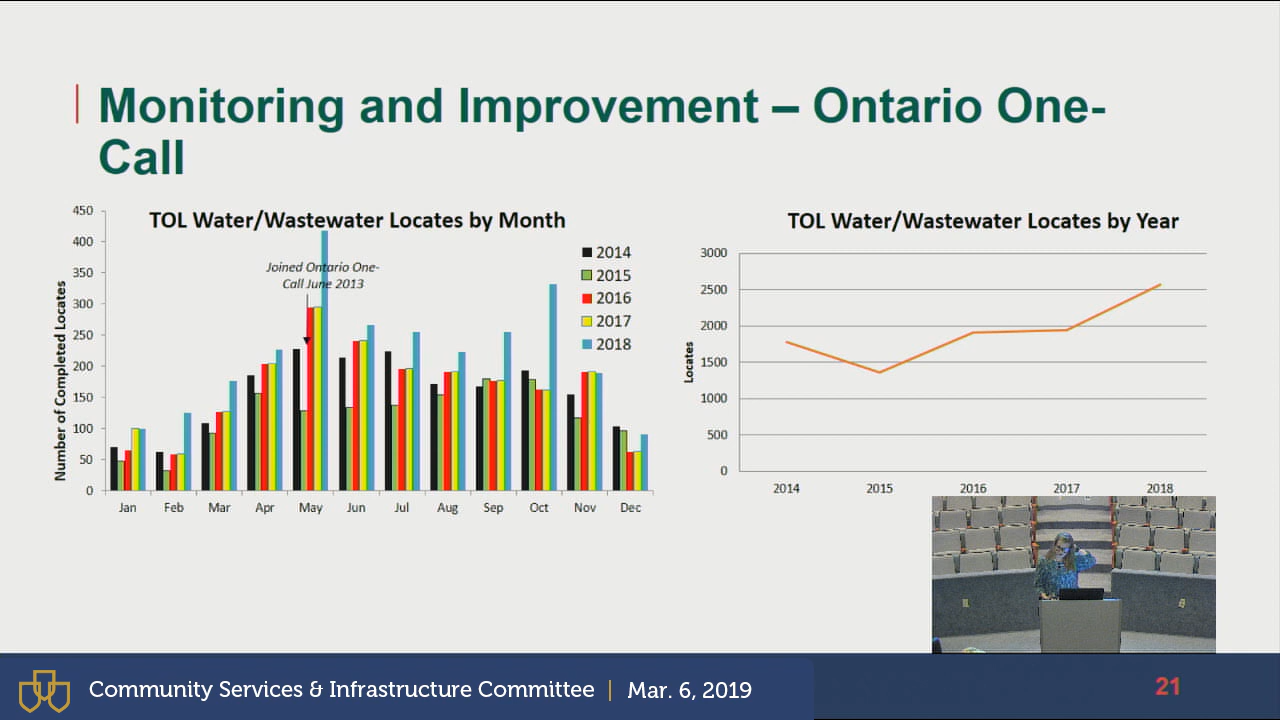 Monitoring and Improvement – Ontario One-
Call
TOL Water/Wastewater Locates by Month
450
400
350
300
250
200
150
100
50
0
Number of Completed Locates
Joined Ontario One-
Call June 2013
2014
2015
2016
2017
2018
Jan Feb Mar Apr May Jun Jul Aug Sep Oct Nov Dec
TOL Water/Wastewater Locates by Year
3000
2500
2000
1500
1000
500
0
Locates
2014 2015 2016 2017 2018
Community Services & Infrastructure Committee | Mar. 6, 2019
21